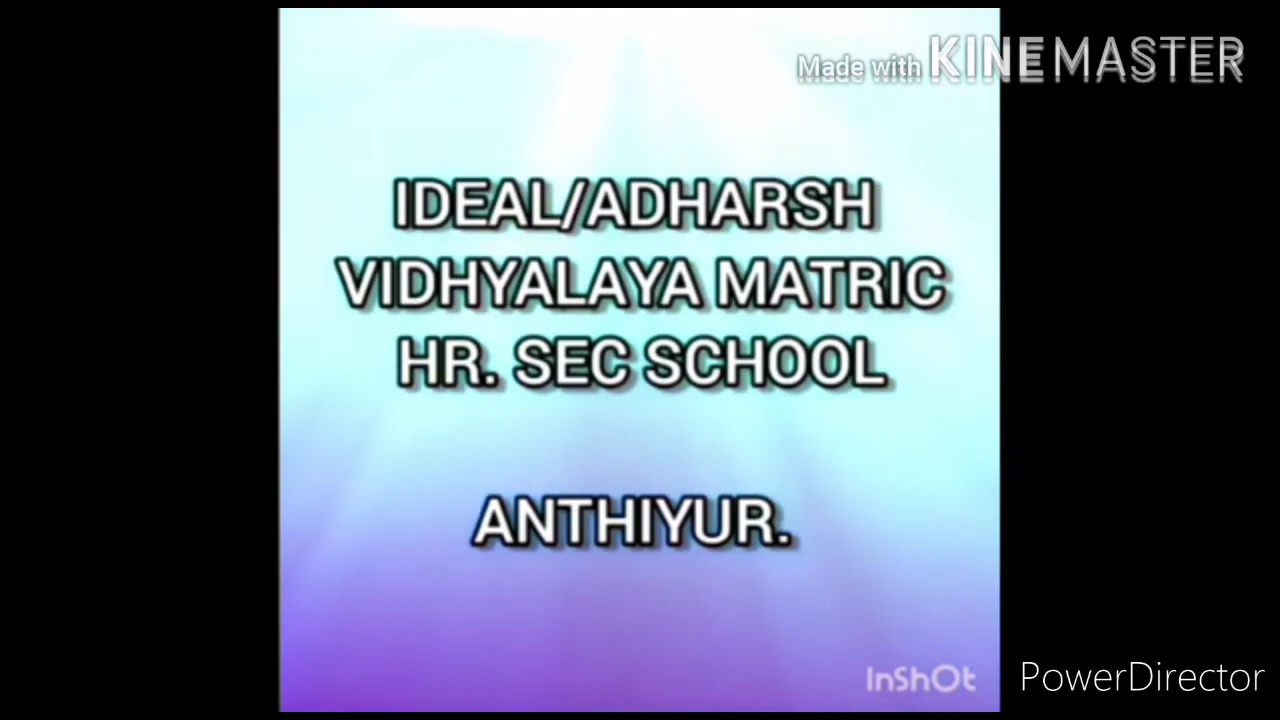 Made with KINEMASTER
IDEAL/ADHARSH
VIDHYALAYA MATRIC
HR. SEC SCHOOL
ANTHIYUR.
InShOt
PowerDirector